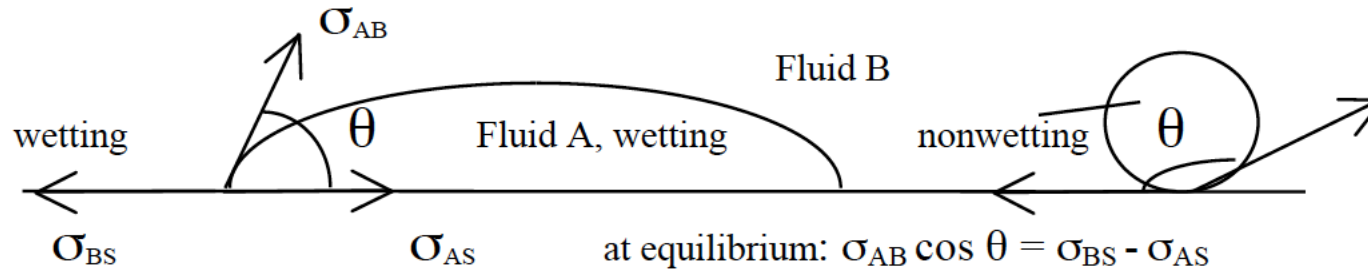 σAB
Fluid B
wetting θ Fluid A, wetting nonwetting θ
σBS σAS at equilibrium: σAB cos θ = σBS - σAS